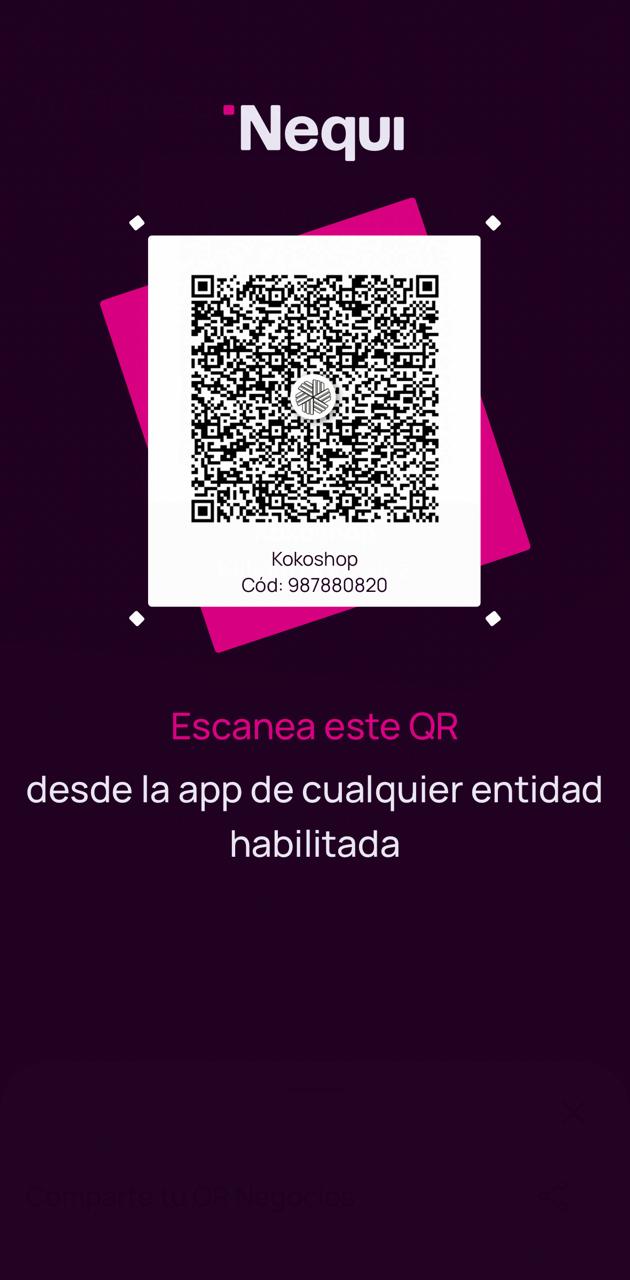 Nequi
Kokoshop
Cód: 987880820
Escanea este QR
desde la app de cualquier entidad
habilitada
Comparte tu QR Negocios